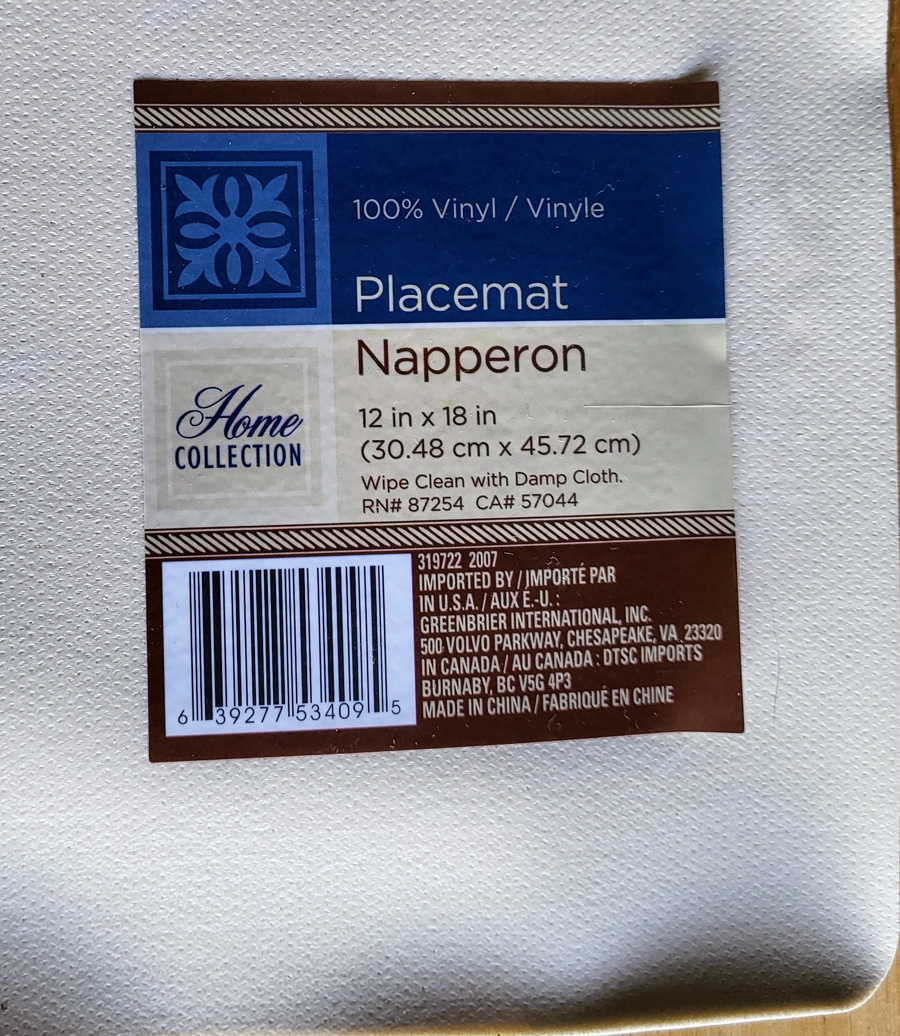 100% Vinyl / Vinyle
Placemat
Napperon
Home
COLLECTION
12 in x 18 in
(30.48 cm x 45.72 cm)
Wipe Clean with Damp Cloth.
RN# 87254 CA# 57044
319722 2007
IMPORTED BY / IMPORTÉ PAR
IN U.S.A. / AUX É.-U. :
GREENBRIER INTERNATIONAL, INC.
500 VOLVO PARKWAY, CHESAPEAKE, VA 23320
IN CANADA / AU CANADA : DTSC IMPORTS
BURNABY, BC V5G 4P3
MADE IN CHINA / FABRIQUÉ EN CHINE
6 39277 53409 5